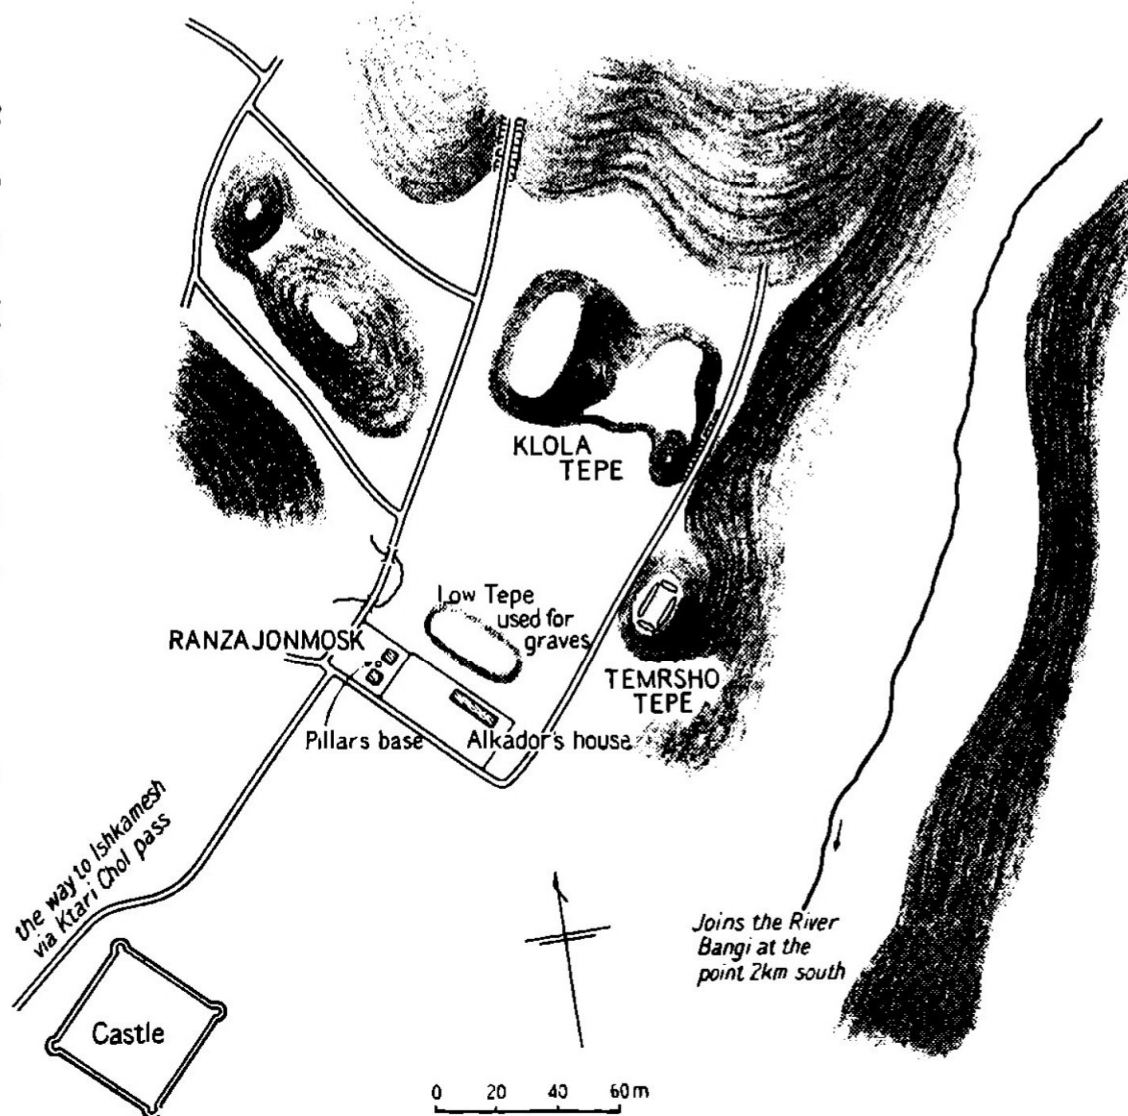 KLOLA
TEPE
Low Tepe
used for
graves
RANZAJONMOSK
TEMRSHO
TEPE
Pillars base
Alkador's house
the way to Ishkamesh
via Ktari Chol pass
Joins the River
Bangi at the
point 2km south
Castle
0 20 40 60m